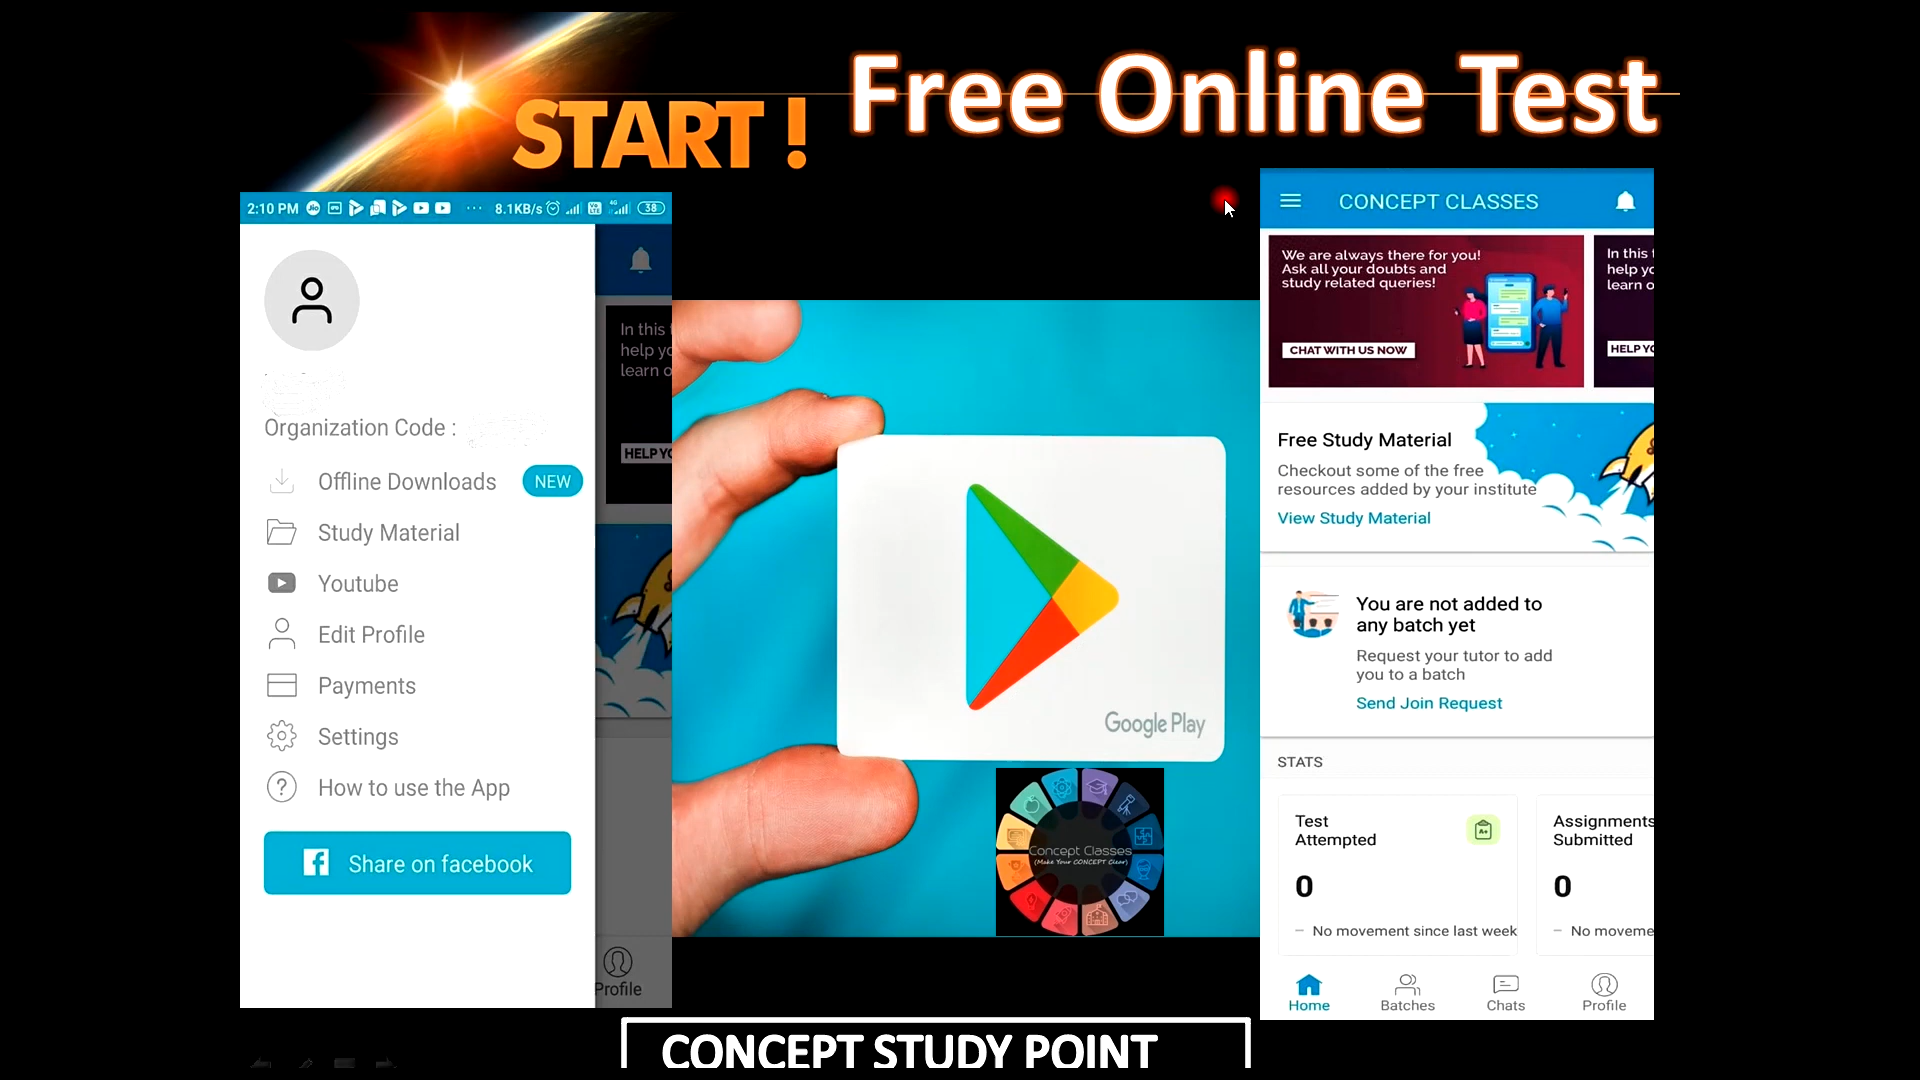 START !
Free Online Test
2:10 PM
8.1KB/s
4G
38
Organization Code :
Offline Downloads
NEW
Study Material
Youtube
Edit Profile
Payments
Settings
How to use the App
Share on facebook
In this
help yo
learn o
HELP YO
Profile
Google Play
Concept Classes
(Make Your CONCEPT Clear)
CONCEPT CLASSES
We are always there for you!
Ask all your doubts and
study related queries!
CHAT WITH US NOW
In this
help yo
learn o
HELP YO
Free Study Material
Checkout some of the free
resources added by your institute
View Study Material
You are not added to
any batch yet
Request your tutor to add
you to a batch
Send Join Request
STATS
Test
Attempted
0
– No movement since last week
Assignments
Submitted
0
– No moveme
Home
Batches
Chats
Profile
CONCEPT STUDY POINT